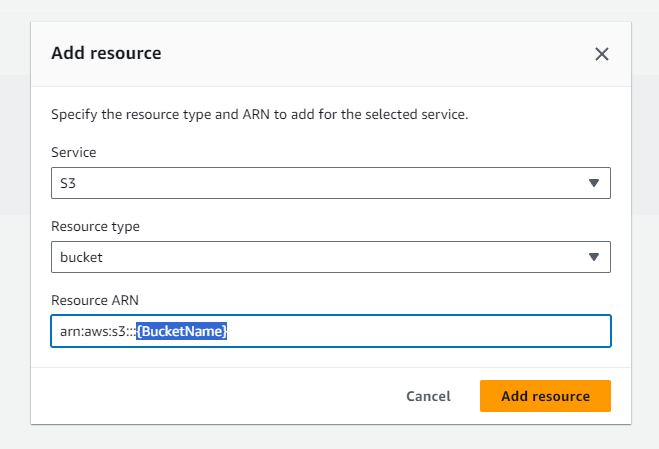 Add resource
Specify the resource type and ARN to add for the selected service.
Service
S3
Resource type
bucket
Resource ARN
arn:aws:s3:::{BucketName}
Cancel
Add resource